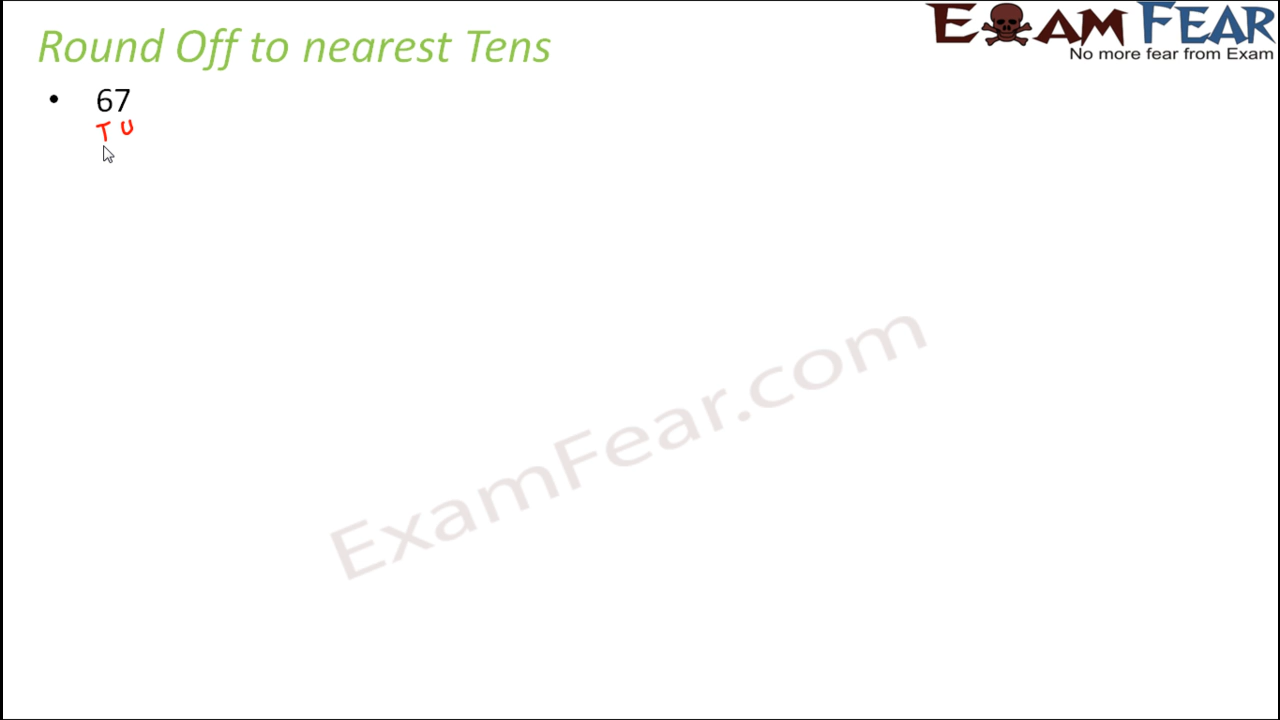 Round Off to nearest Tens
EXAM FEAR
No more fear from Exam
• 67
T U
ExamFear.com